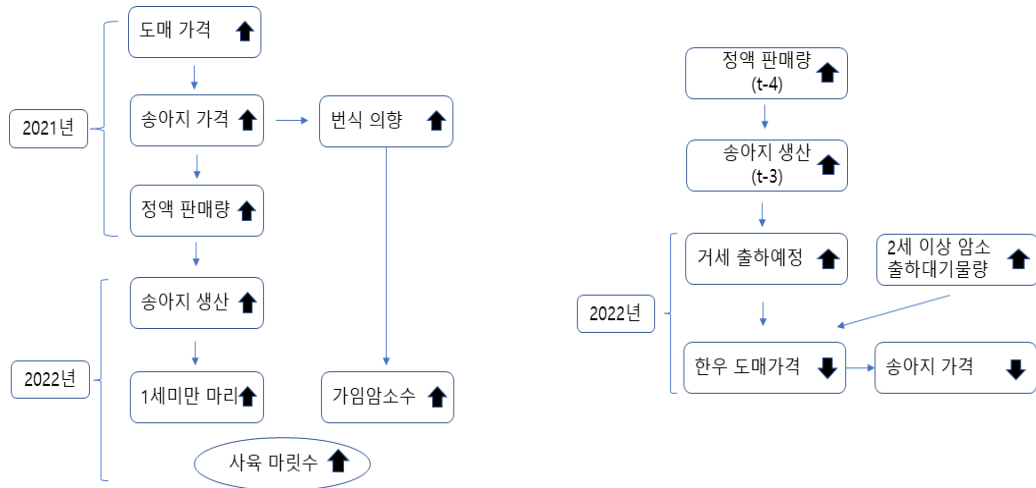 도매 가격
2021년
송아지 가격
번식 의향
정액 판매량
송아지 생산
2022년
1세미만 마리
가임암소수
사육 마릿수
정액 판매량
(t-4)
송아지 생산
(t-3)
거세 출하예정
2세 이상 암소
출하대기물량
2022년
한우 도매가격
송아지 가격